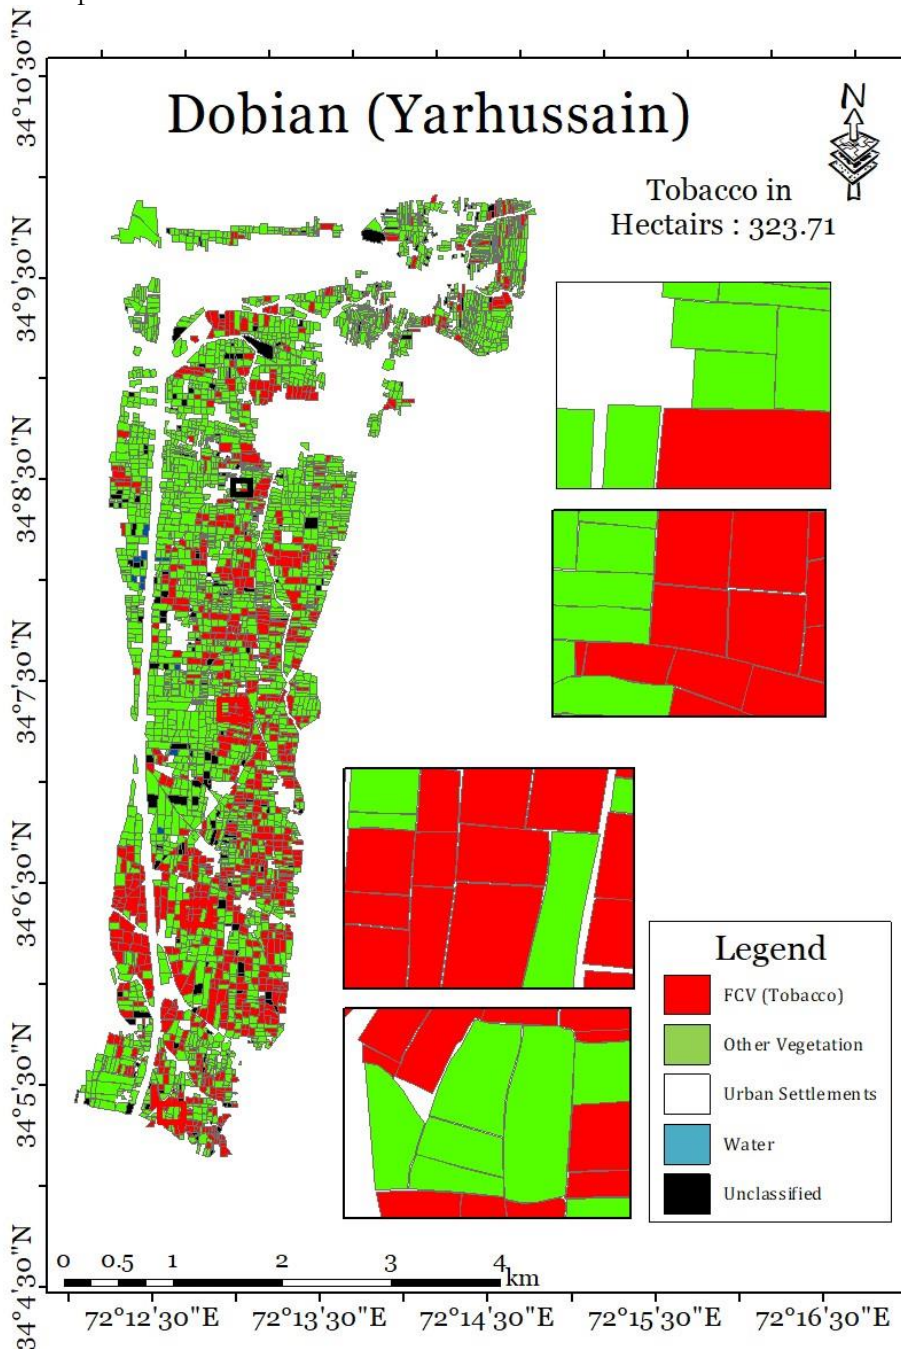 Dobian (Yarhussain)
N
Tobacco in
Hectairs : 323.71
34°10'30"N
34°9'30"N
34°8'30"N
34°7'30"N
34°6'30"N
34°5'30"N
34°4'30"N
Legend
FCV (Tobacco)
Other Vegetation
Urban Settlements
Water
Unclassified
0 0.5 1 2 3 4 km
72°12'30"E 72°13'30"E 72°14'30"E 72°15'30"E 72°16'30"E